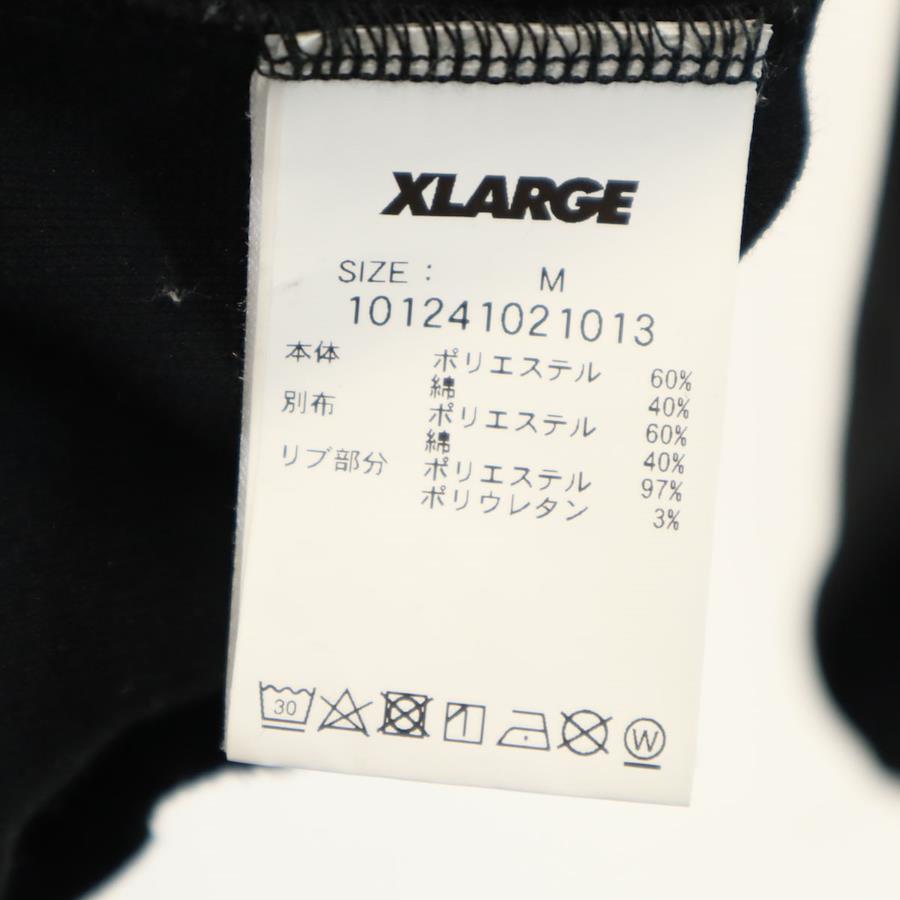 XLARGE
SIZE : M
101241021013
本体 ポリエステル 60%
綿 40%
別布 ポリエステル 60%
綿 40%
リブ部分 ポリエステル 97%
ポリウレタン 3%
30
W